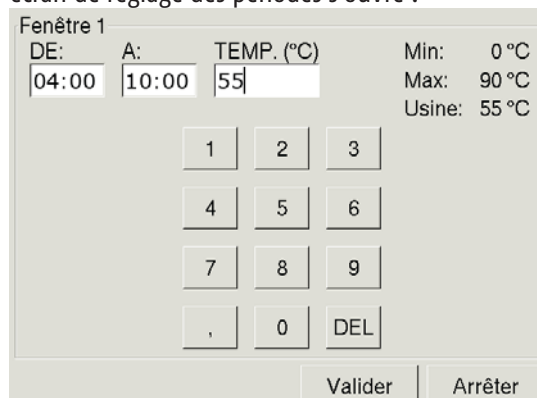 écran de réglage des périodes s'ouvre :
Fenêtre 1
DE: A: TEMP. (°C) Min: 0 °C
04:00 10:00 55 Max: 90 °C
Usine: 55 °C
1 2 3
4 5 6
7 8 9
, 0 DEL
Valider Arrêter